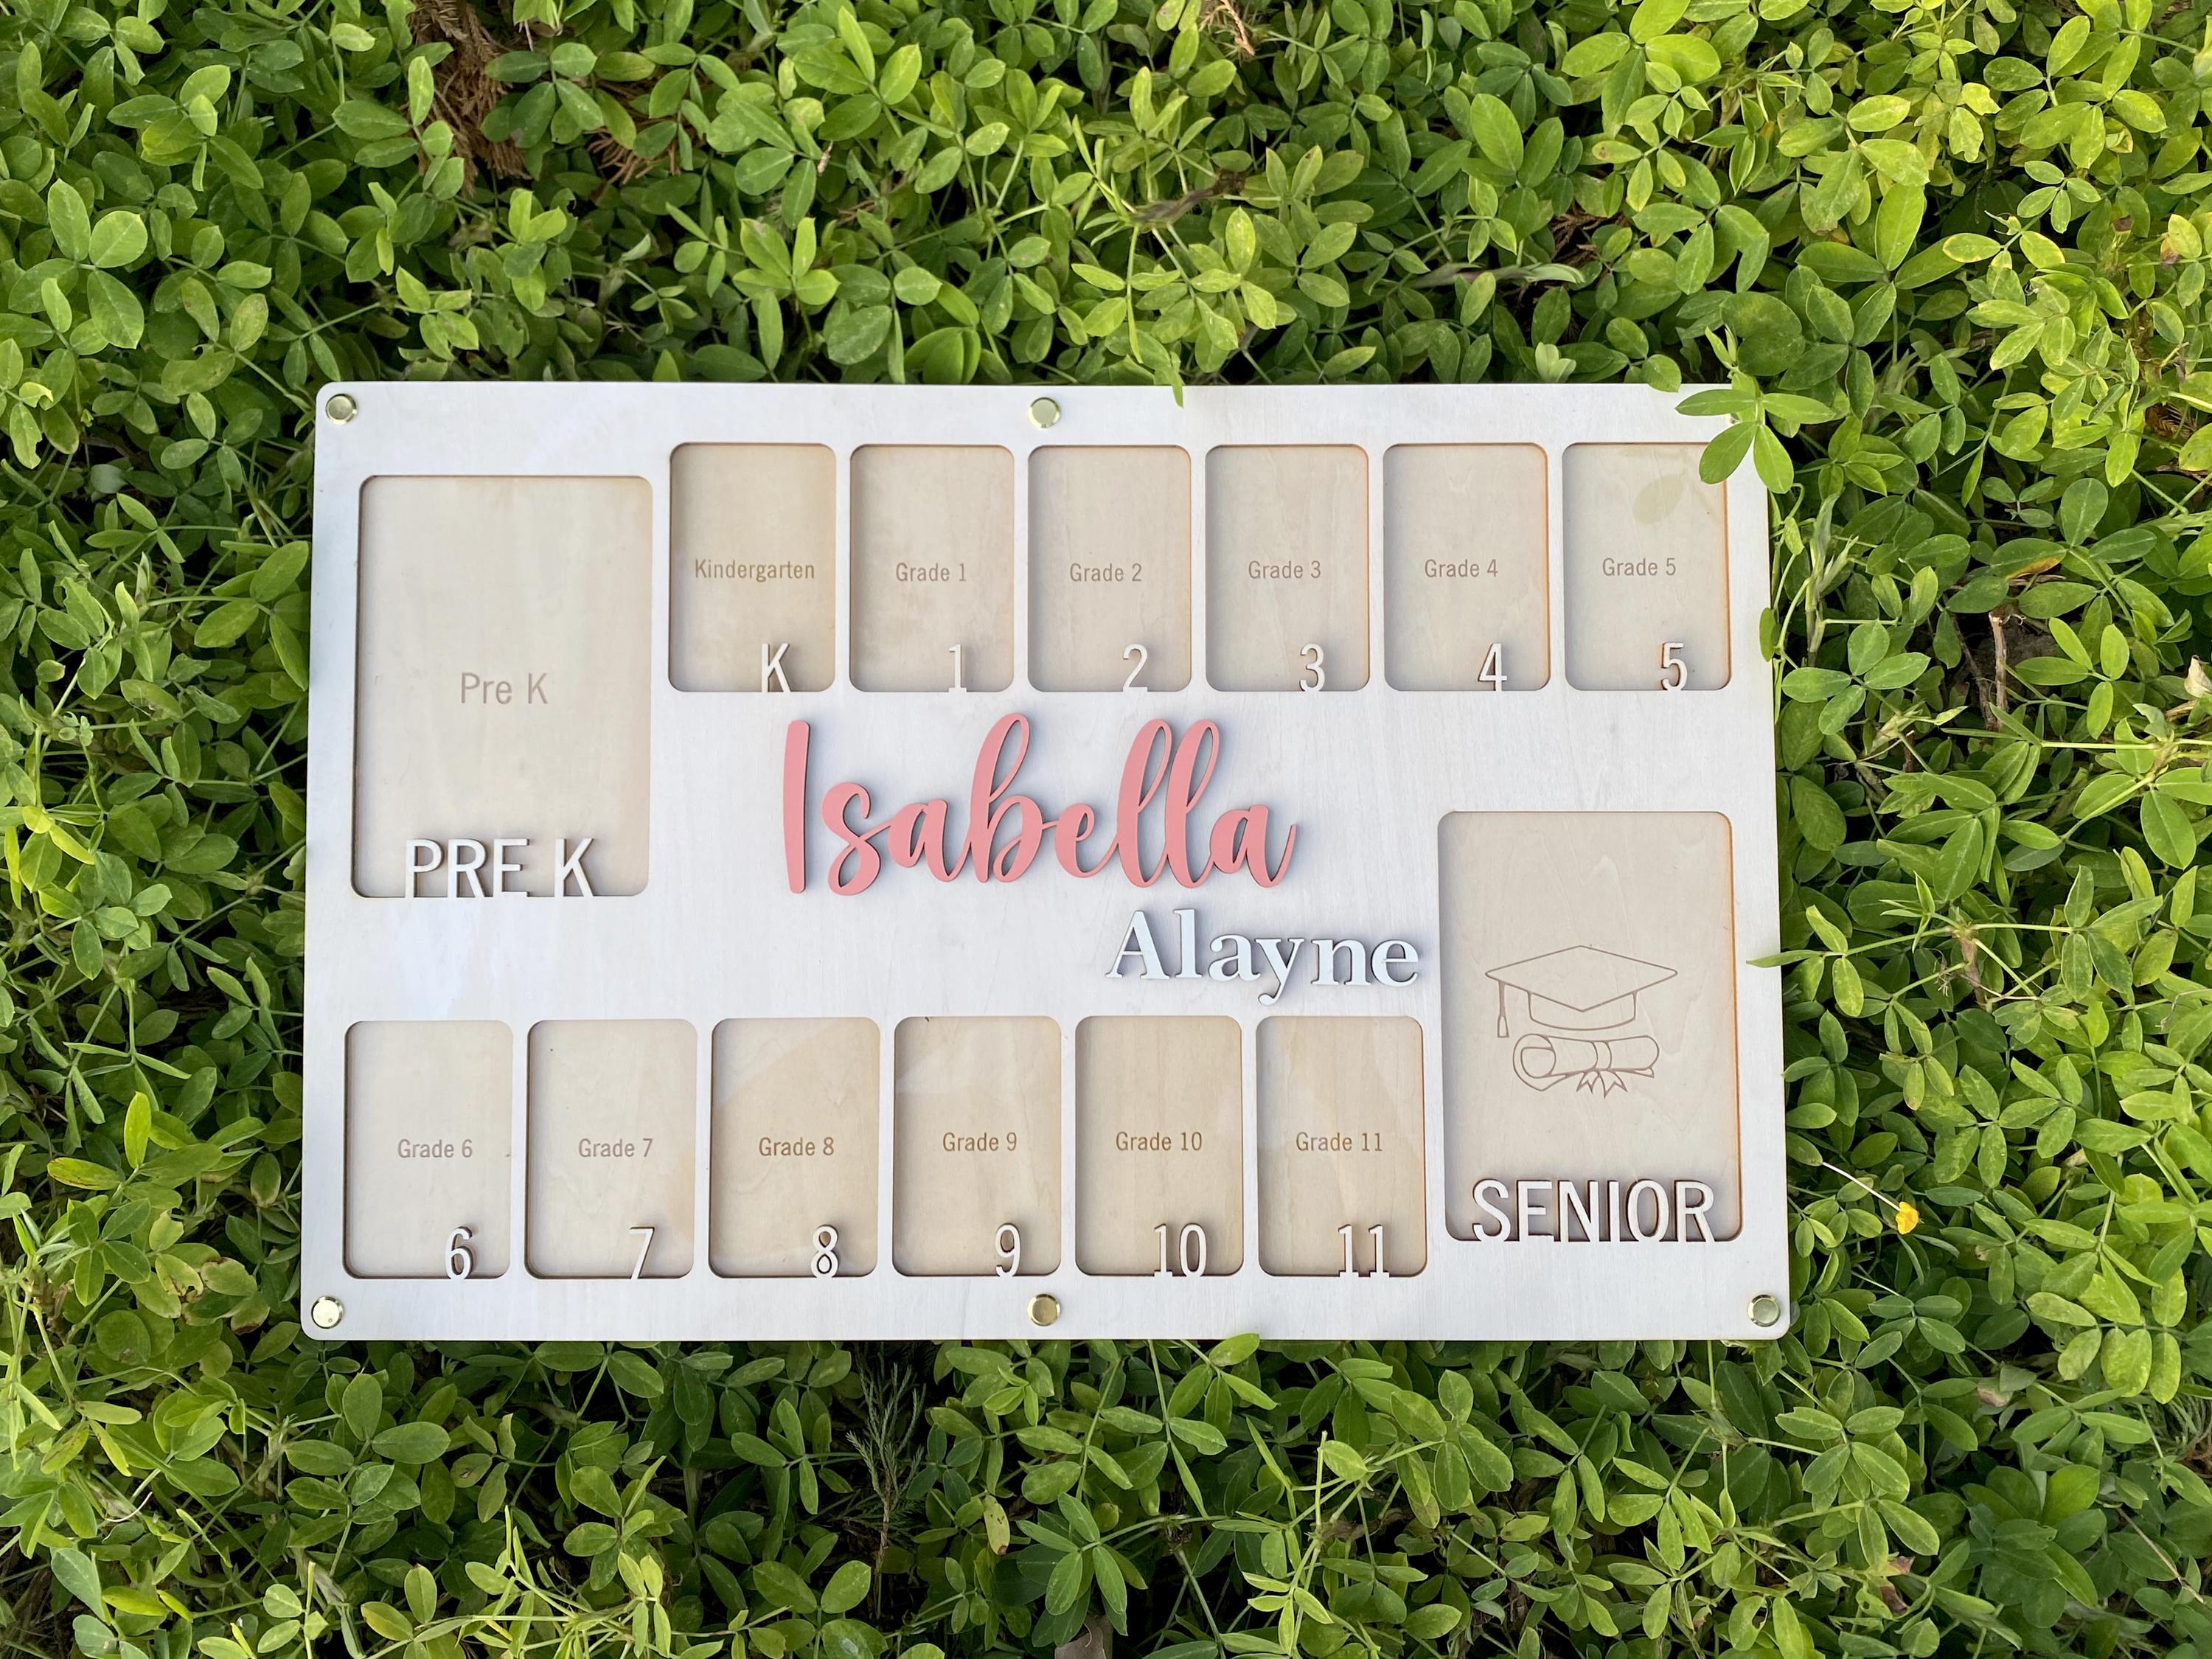 Kindergarten
Grade 1
Grade 2
Grade 3
Grade 4
Grade 5
K
1
2
3
4
5
Pre K
PRE K
Isabella
Alayne
Grade 6
Grade 7
Grade 8
Grade 9
Grade 10
Grade 11
6
7
8
9
10
11
SENIOR